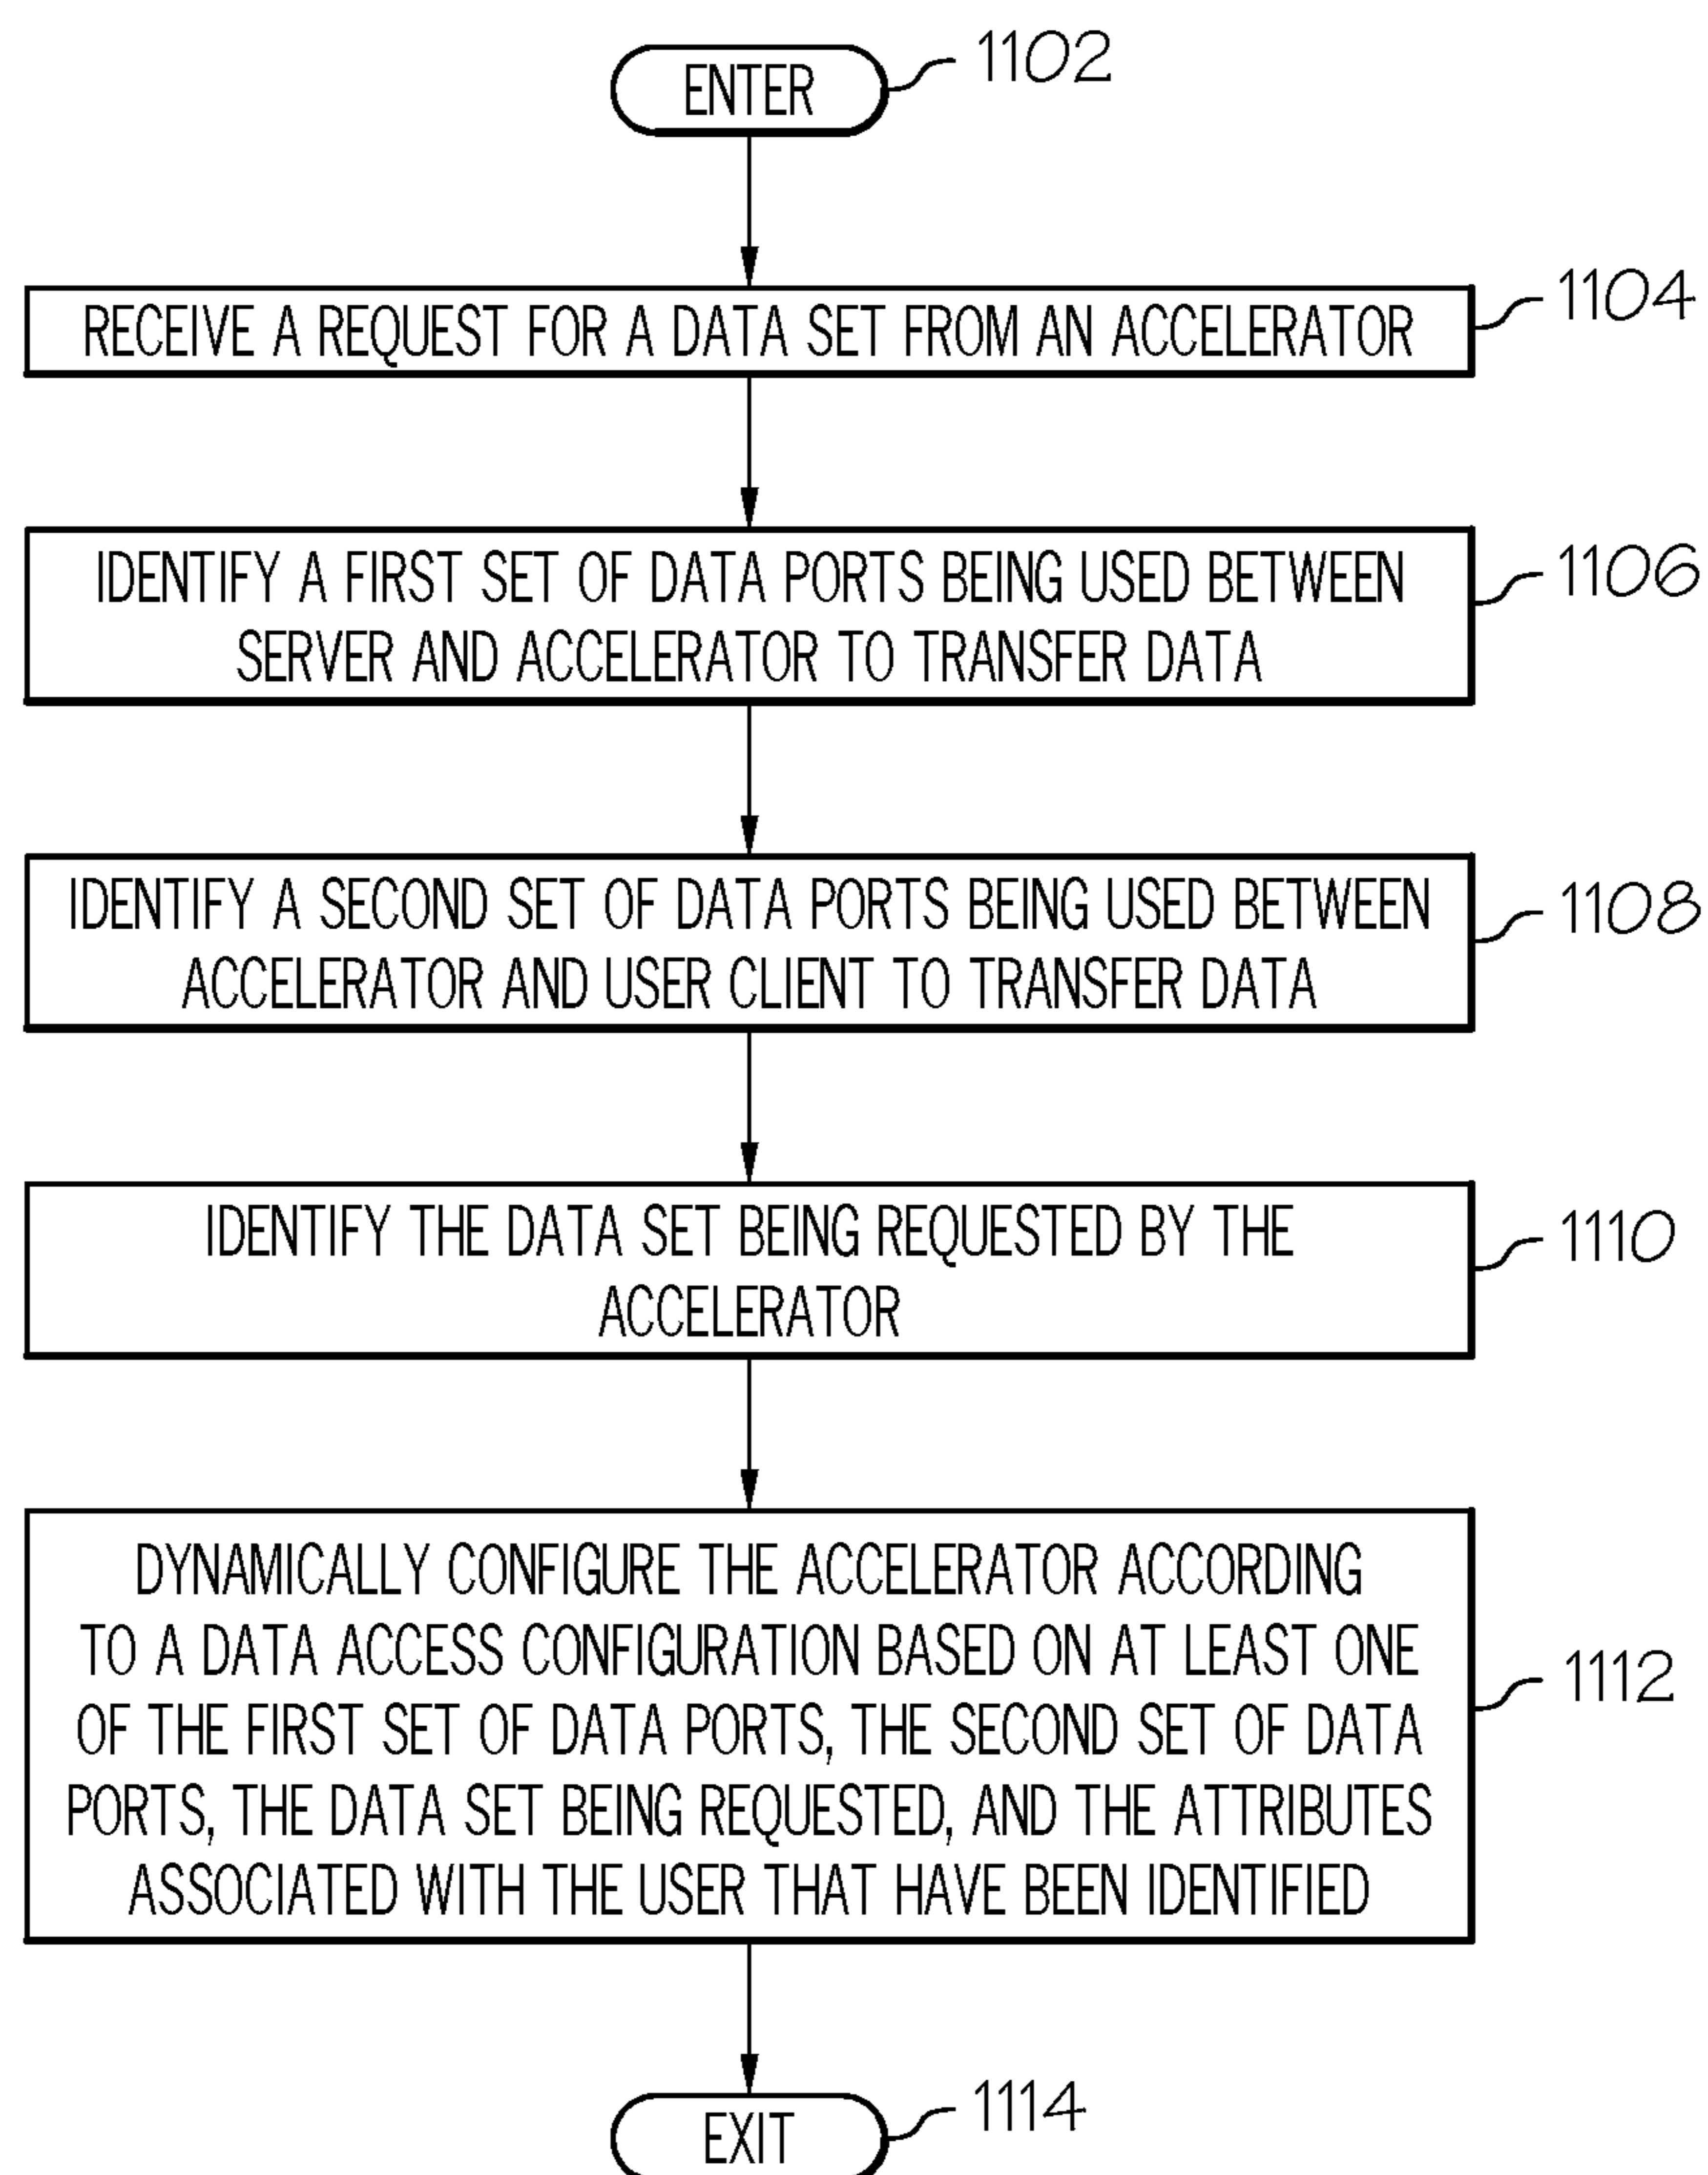 ENTER
1102
RECEIVE A REQUEST FOR A DATA SET FROM AN ACCELERATOR
1104
IDENTIFY A FIRST SET OF DATA PORTS BEING USED BETWEEN
SERVER AND ACCELERATOR TO TRANSFER DATA
1106
IDENTIFY A SECOND SET OF DATA PORTS BEING USED BETWEEN
ACCELERATOR AND USER CLIENT TO TRANSFER DATA
1108
IDENTIFY THE DATA SET BEING REQUESTED BY THE
ACCELERATOR
1110
DYNAMICALLY CONFIGURE THE ACCELERATOR ACCORDING
TO A DATA ACCESS CONFIGURATION BASED ON AT LEAST ONE
OF THE FIRST SET OF DATA PORTS, THE SECOND SET OF DATA
PORTS, THE DATA SET BEING REQUESTED, AND THE ATTRIBUTES
ASSOCIATED WITH THE USER THAT HAVE BEEN IDENTIFIED
1112
EXIT
1114